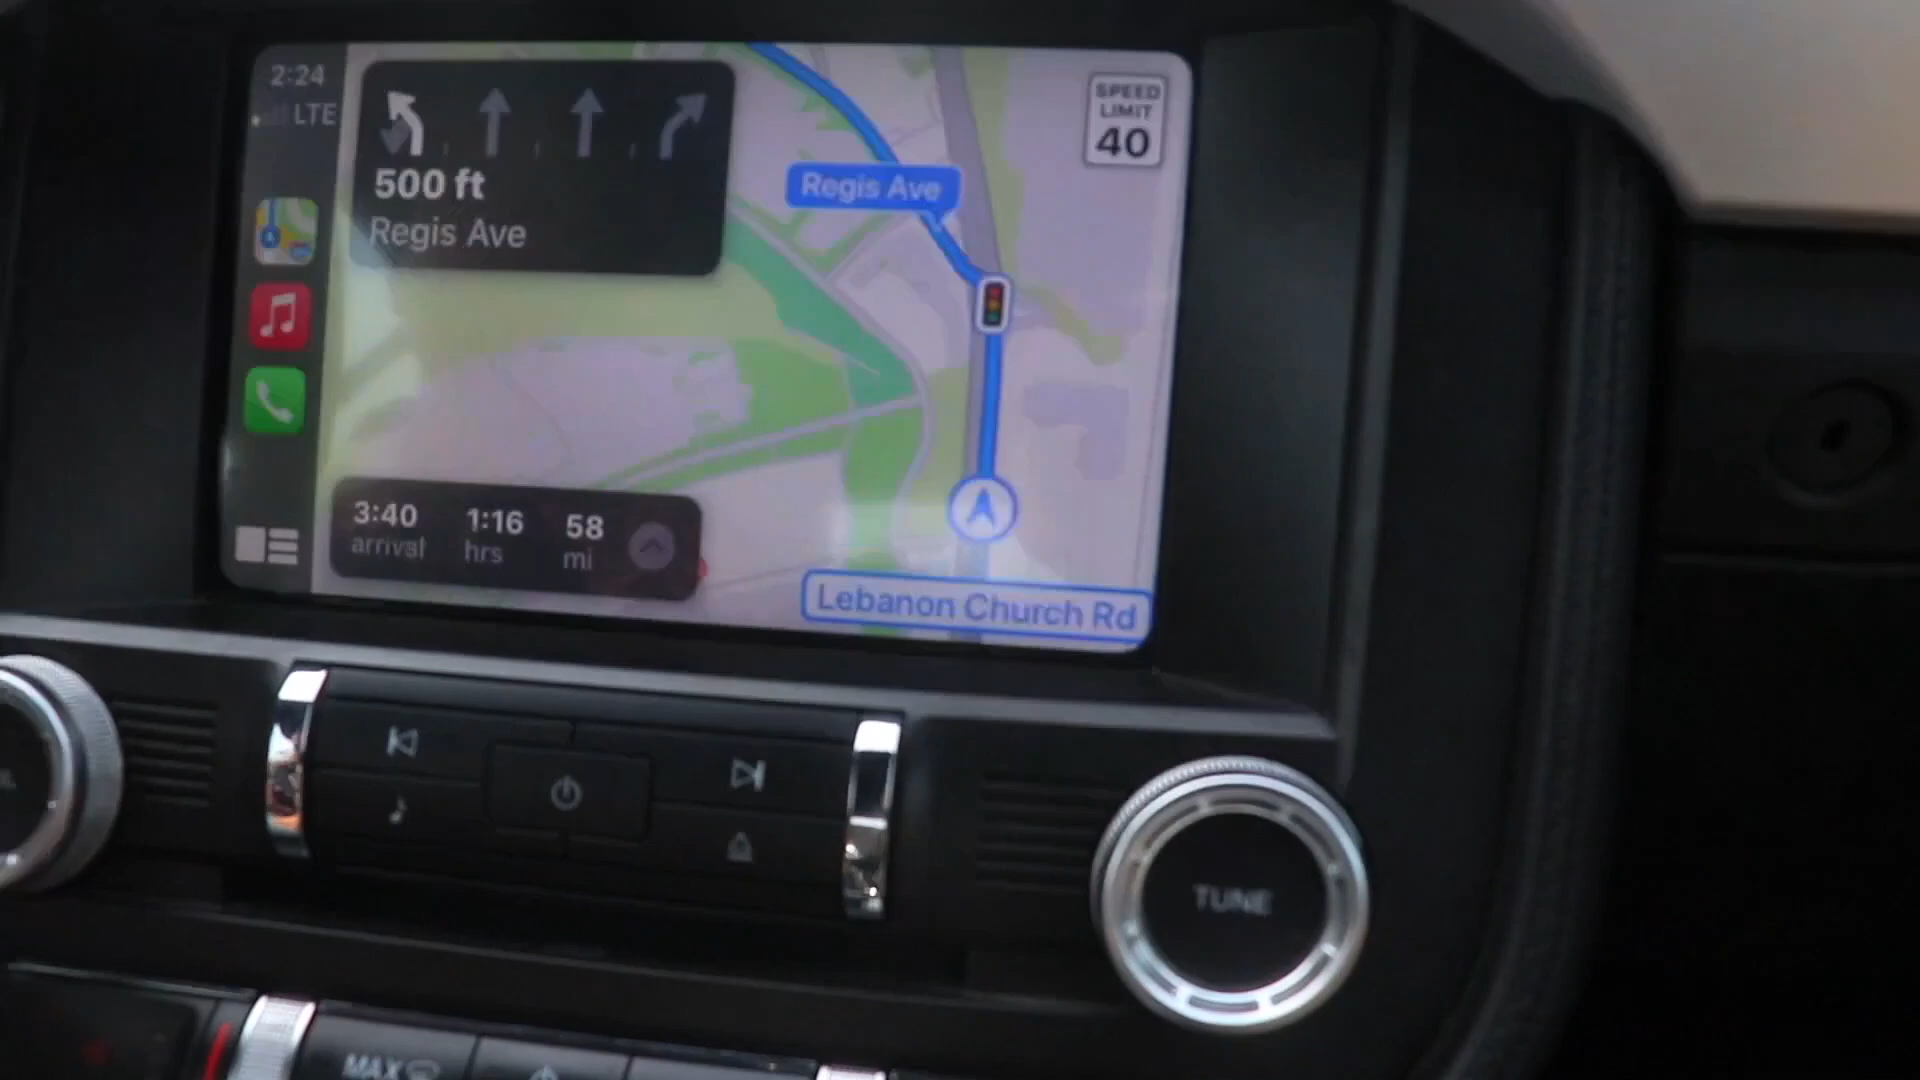 2:24
LTE
500 ft
Regis Ave
Regis Ave
SPEED
LIMIT
40
3:40
arrival
1:16
hrs
58
mi
Lebanon Church Rd
TUNE
MAX